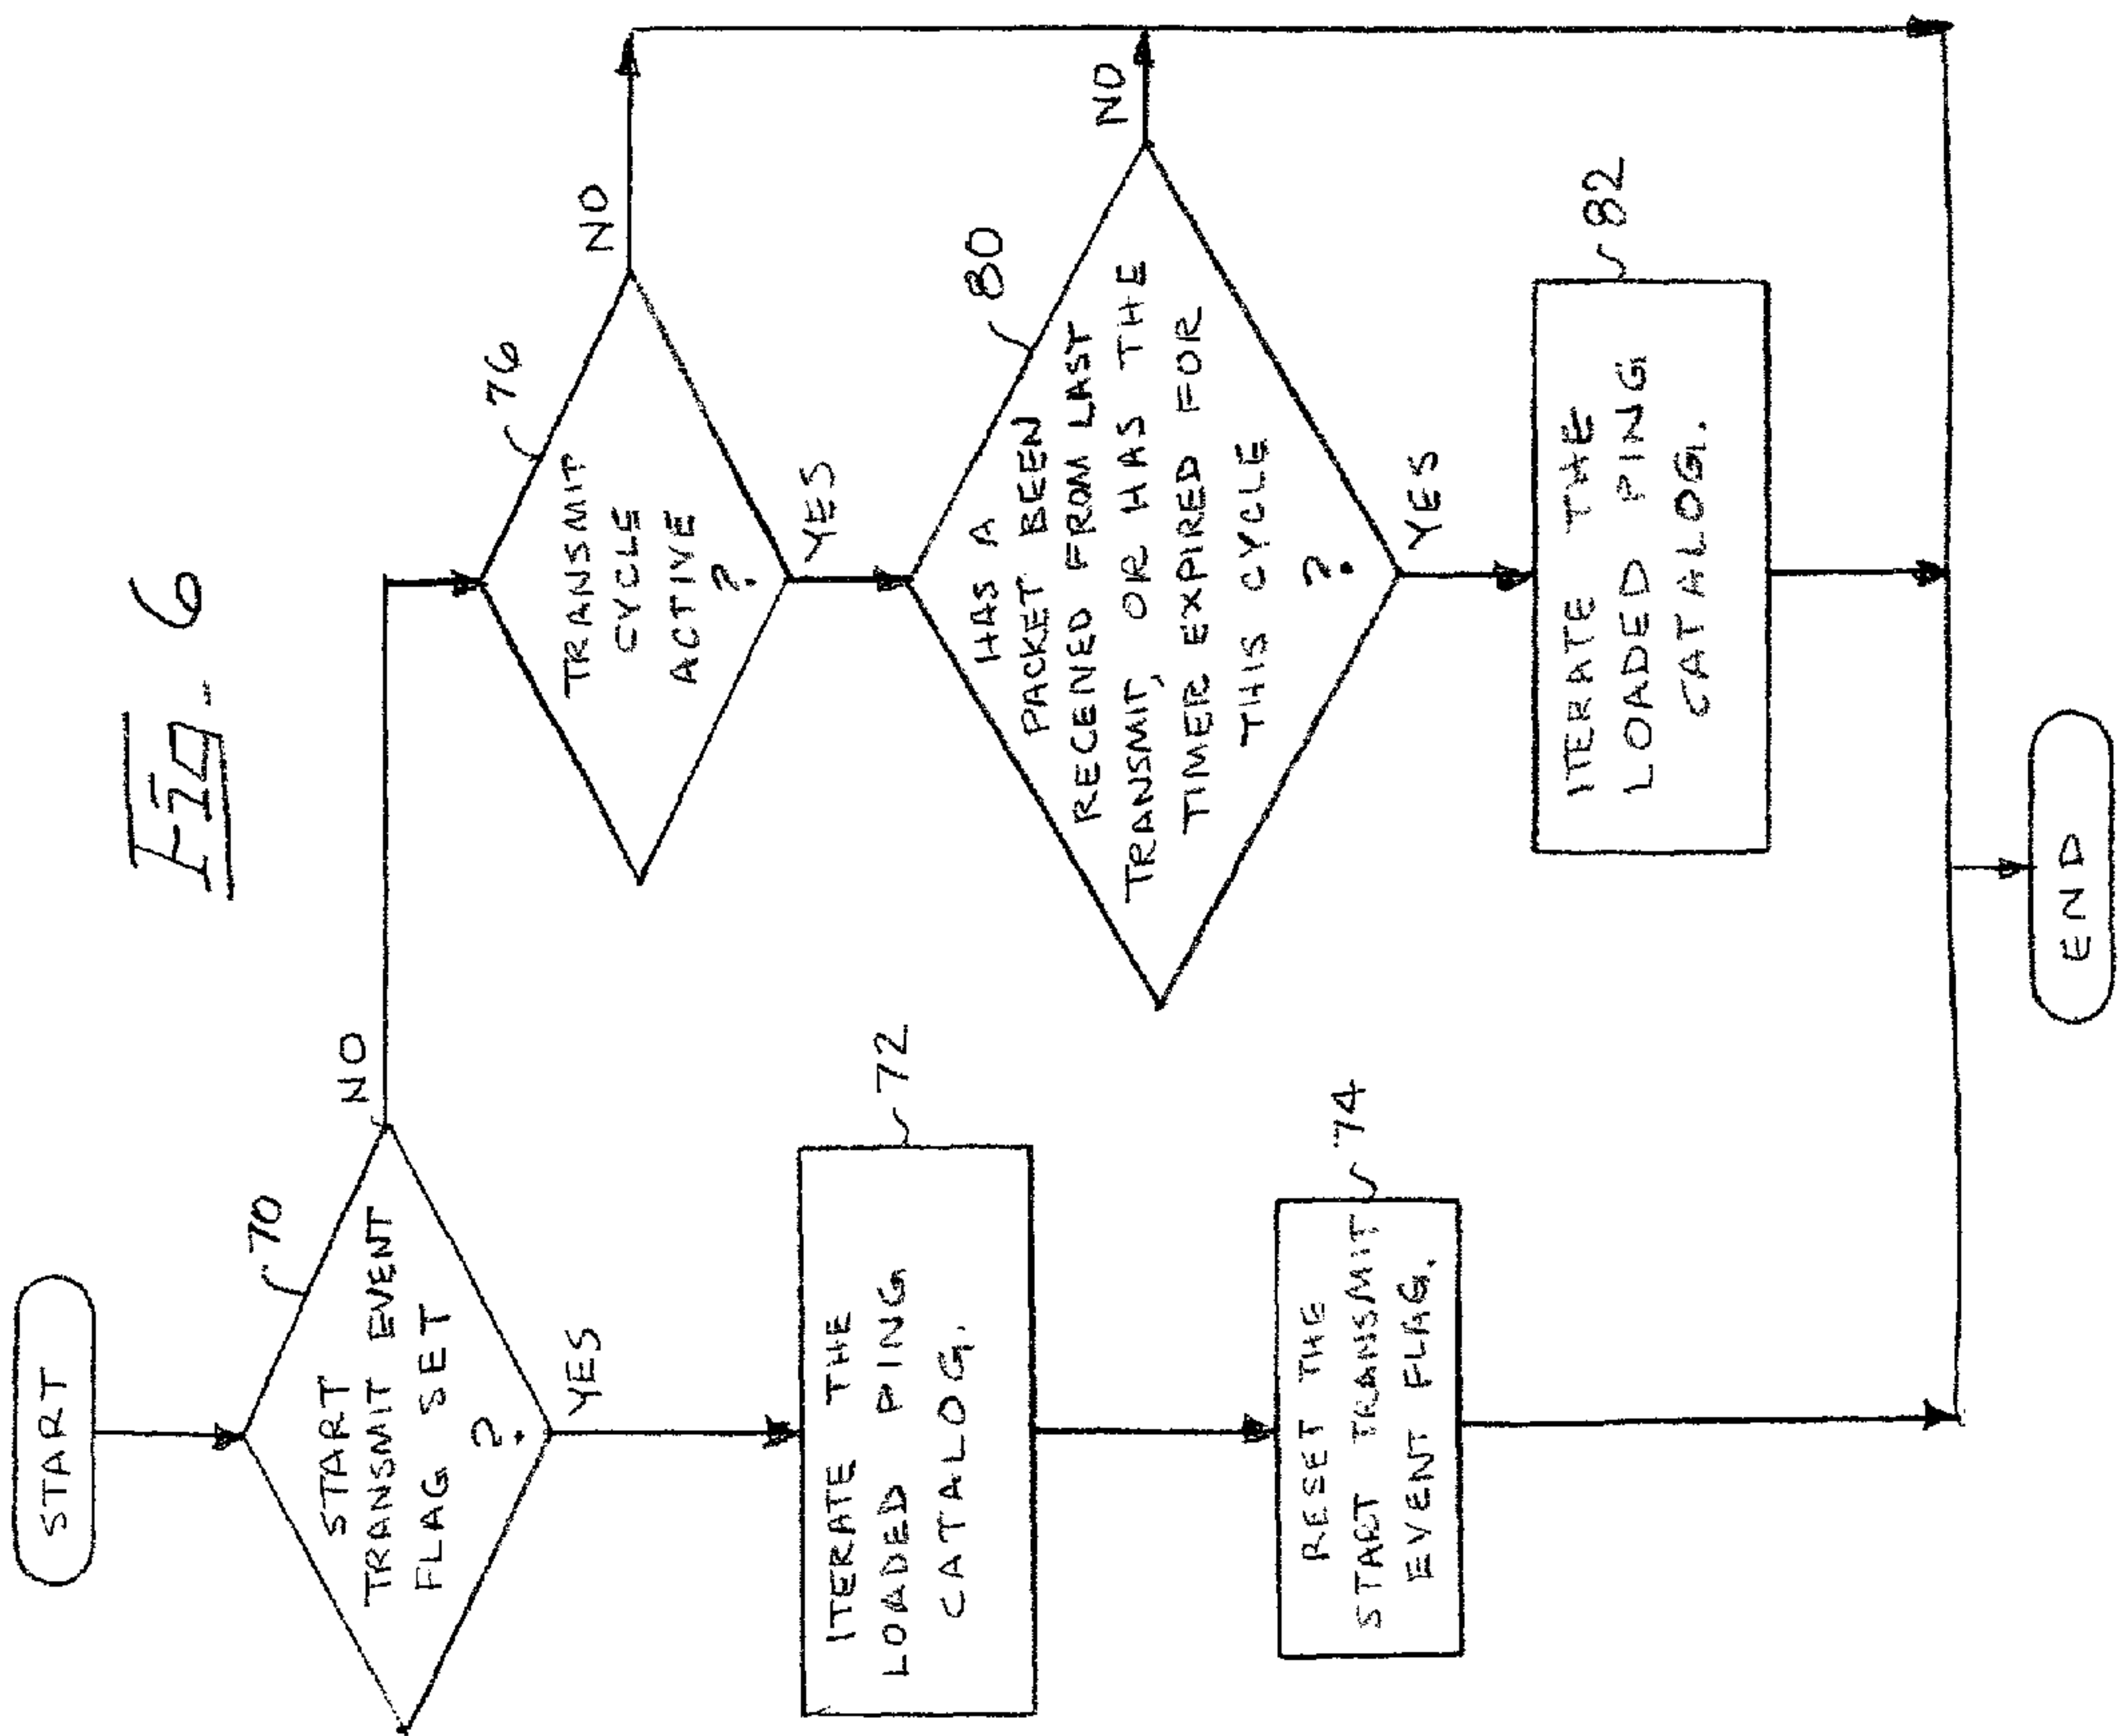 Fig. 6
START
70
START
TRANSMIT EVENT
FLAG SET
?
NO
YES
72
ITERATE THE
LOADED PING
CATALOG.
74
RESET THE
START TRANSMIT
EVENT FLAG.
76
TRANSMIT
CYCLE
ACTIVE
?
NO
YES
80
HAS A
PACKET BEEN
RECEIVED FROM LAST
TRANSMIT, OR HAS THE
TIMER EXPIRED FOR
THIS CYCLE
?
NO
YES
82
ITERATE THE
LOADED PING
CATALOG.
END